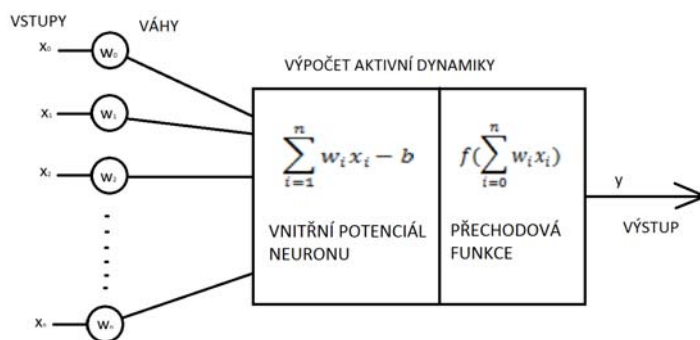 VSTUPY
VÁHY
x₀
w₀
VÝPOČET AKTIVNÍ DYNAMIKY
x₁
w₁
x₂
w₂
n
∑ wᵢxᵢ − b
i=1
n
f(∑ wᵢxᵢ)
i=0
y
VNITŘNÍ POTENCIÁL
NEURONU
PŘECHODOVÁ
FUNKCE
VÝSTUP
xₙ
wₙ